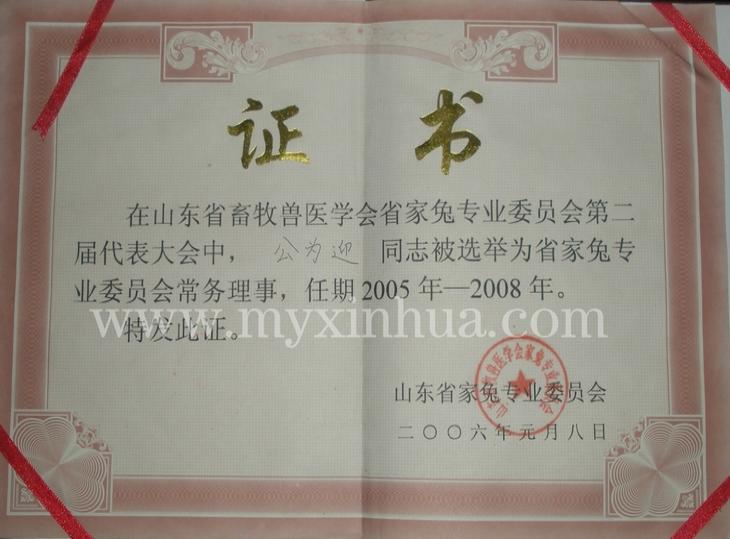 证 书
在山东省畜牧兽医学会省家兔专业委员会第二
届代表大会中， 公为迎 同志被选举为省家兔专
业委员会常务理事，任期2005年—2008年。
www.myxinhua.com
特发此证。
山东省家兔专业委员会
二〇〇六年元月八日